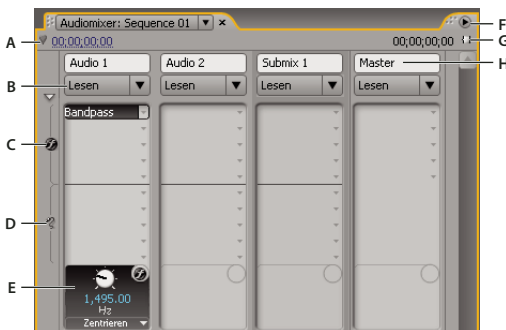 Audiomixer: Sequence 01
F
A
00;00;00;00
00;00;00;00
G
Audio 1
Audio 2
Submix 1
Master
H
B
Lesen
Lesen
Lesen
Lesen
Bandpass
C
D
E
1,495.00
Hz
Zentrieren